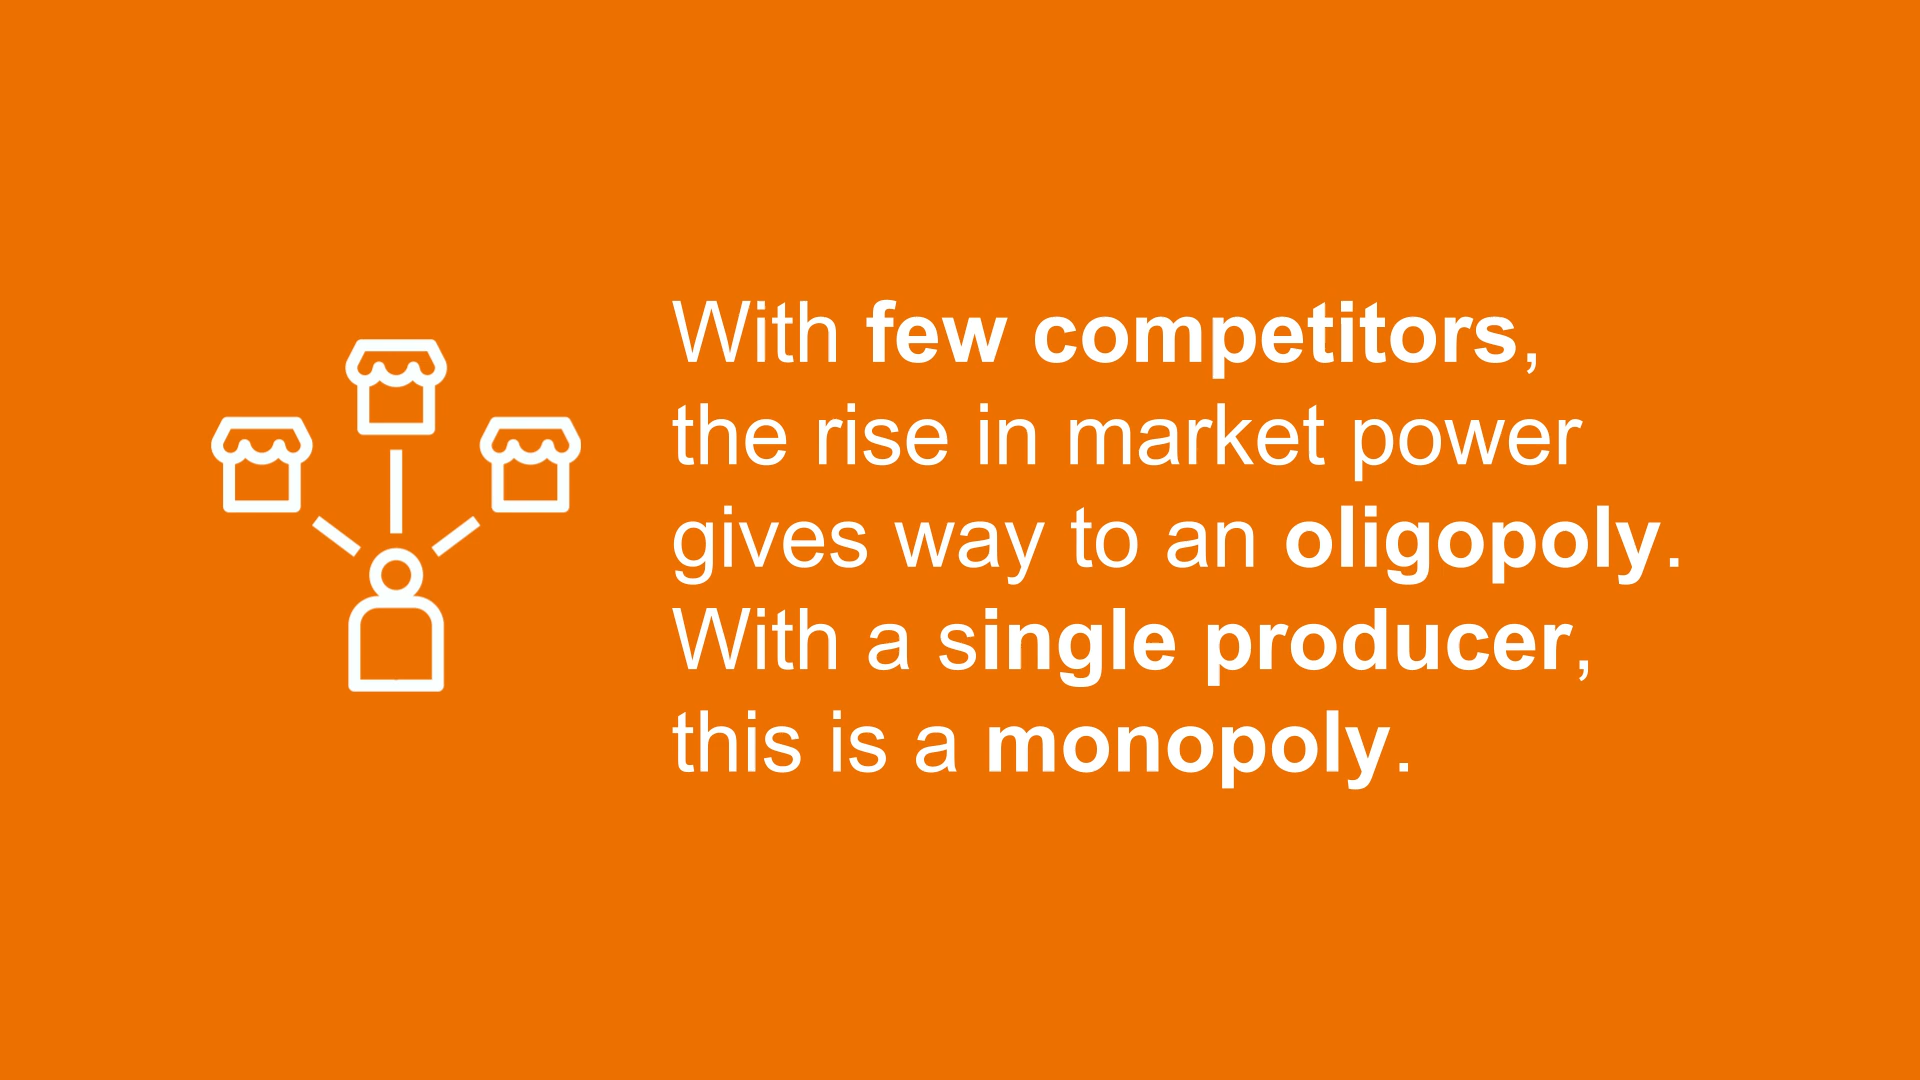 With few competitors,
the rise in market power
gives way to an oligopoly.
With a single producer,
this is a monopoly.